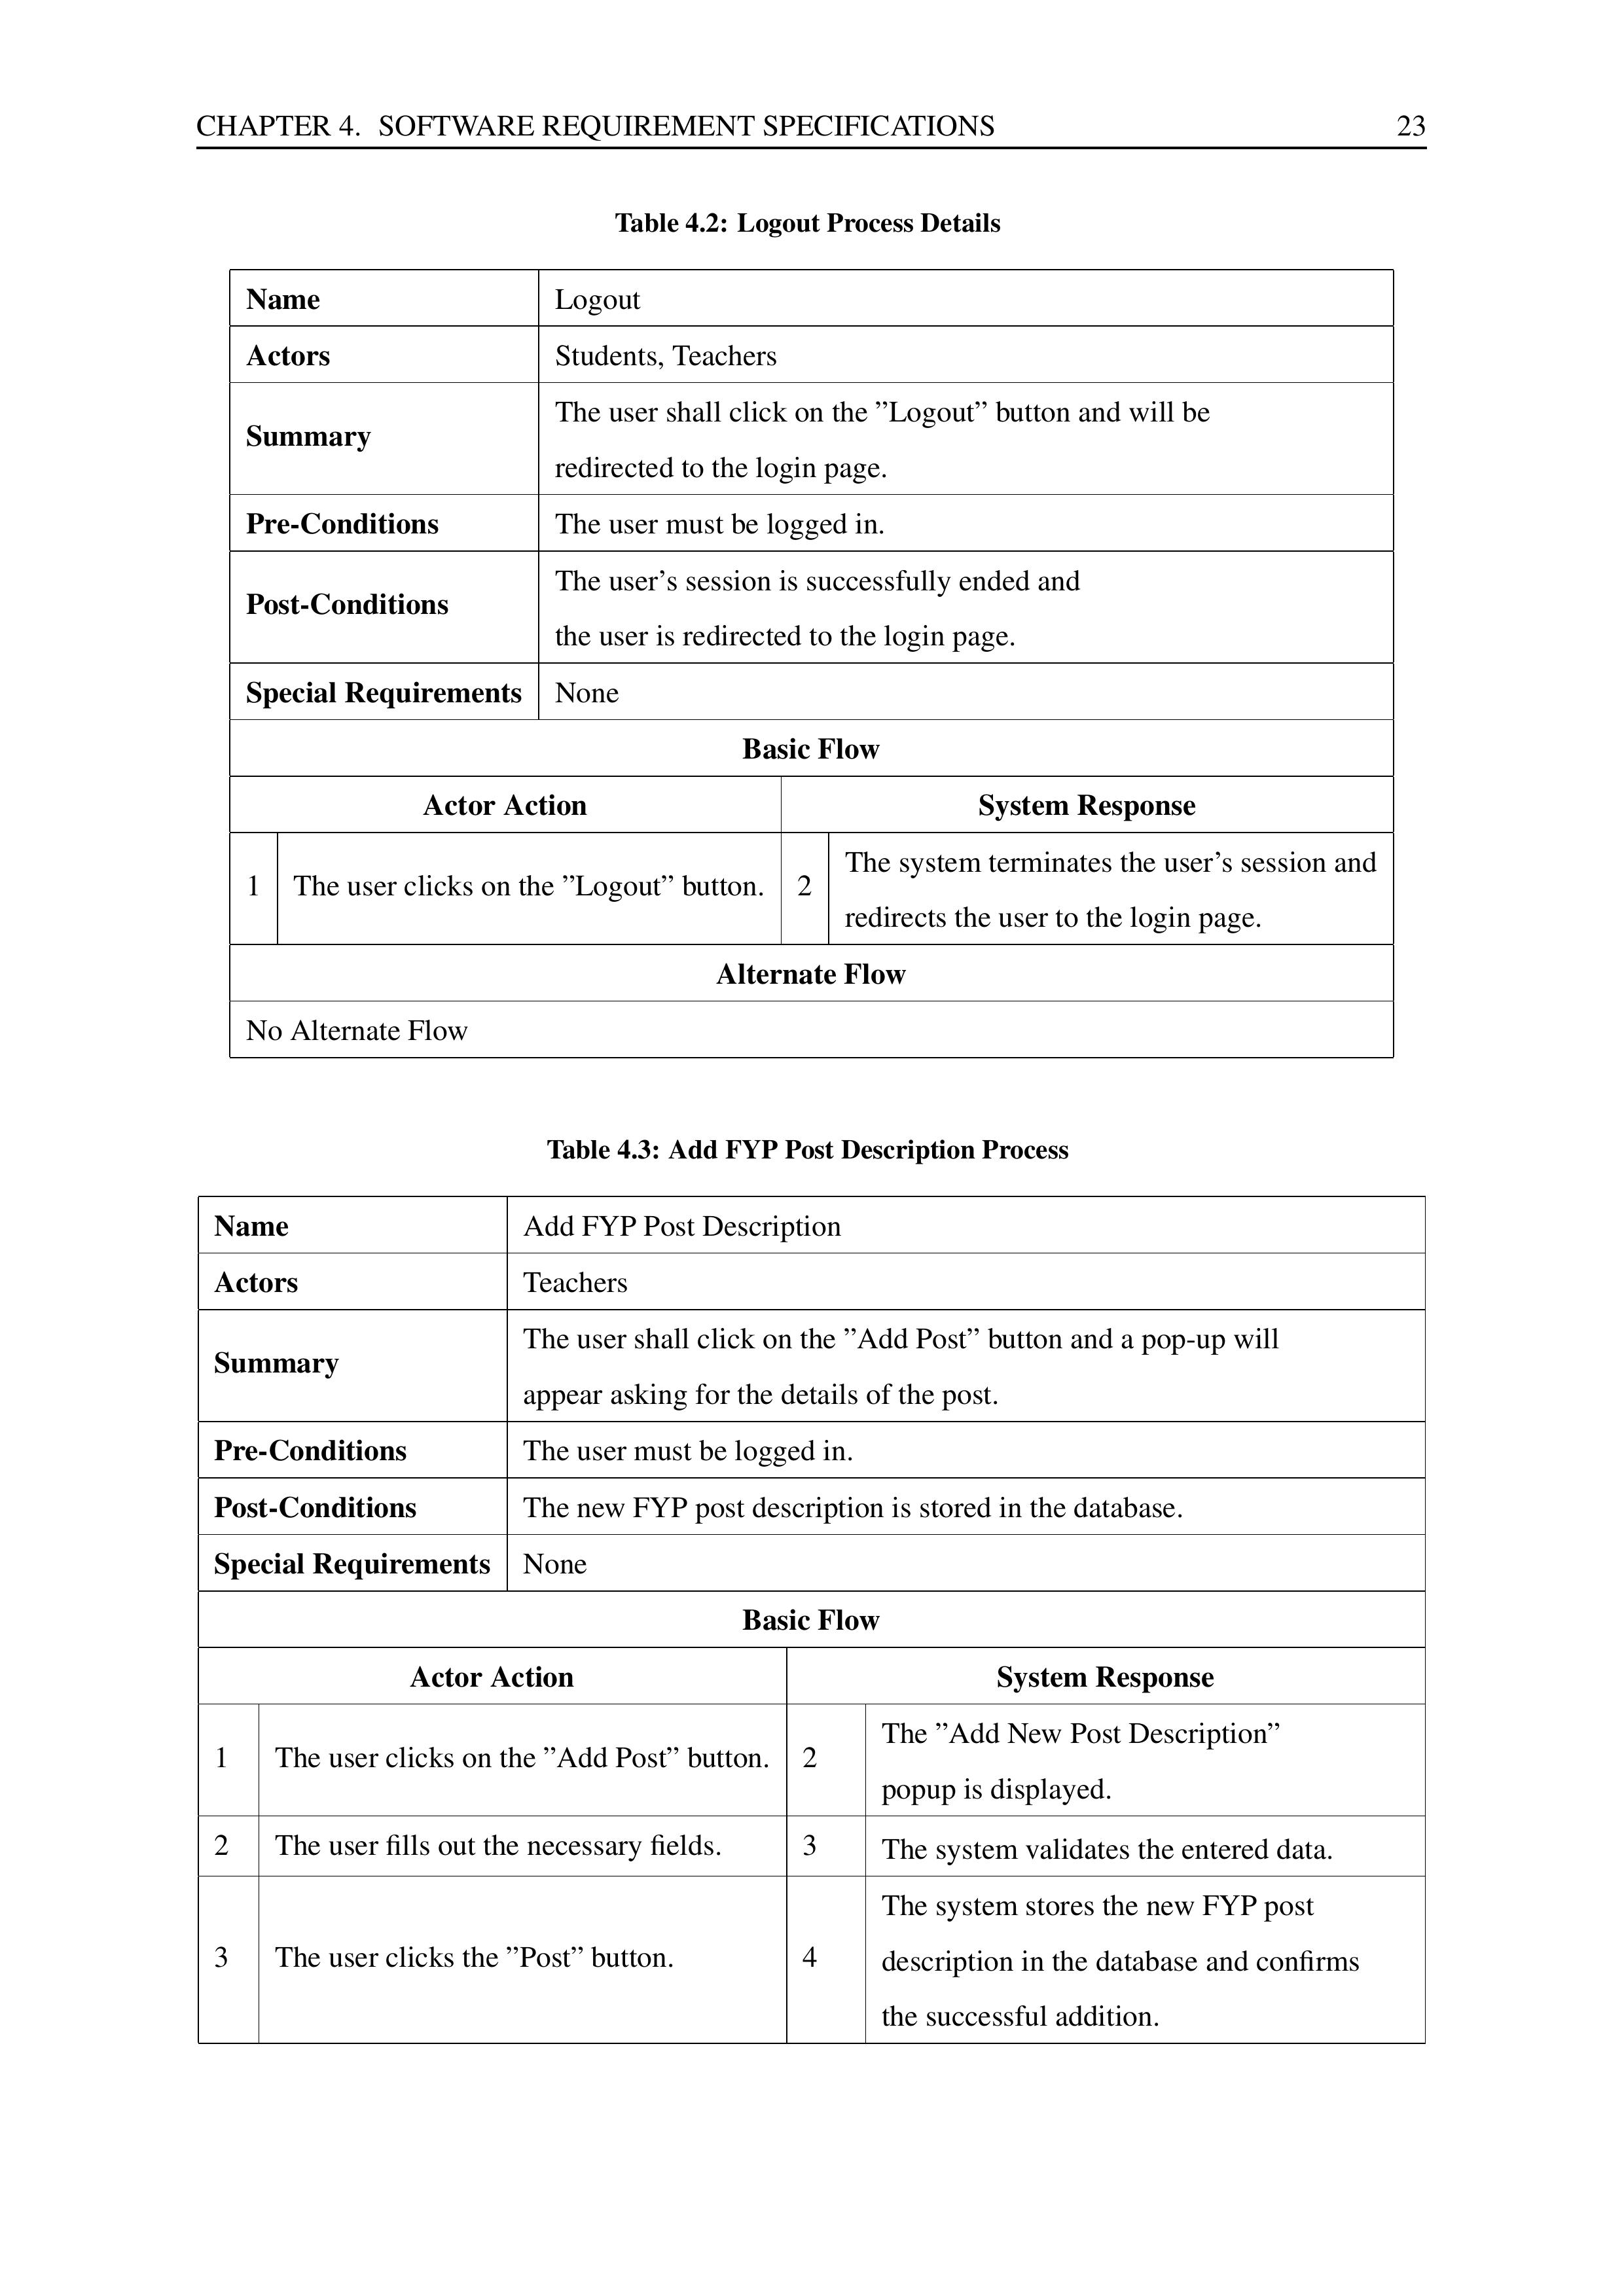 CHAPTER 4. SOFTWARE REQUIREMENT SPECIFICATIONS 23
Table 4.2: Logout Process Details
Name Logout
Actors Students, Teachers
Summary
The user shall click on the ”Logout” button and will be
redirected to the login page.
Pre-Conditions The user must be logged in.
Post-Conditions
The user’s session is successfully ended and
the user is redirected to the login page.
Special Requirements None
Basic Flow
Actor Action System Response
1 The user clicks on the ”Logout” button. 2
The system terminates the user’s session and
redirects the user to the login page.
Alternate Flow
No Alternate Flow
Table 4.3: Add FYP Post Description Process
Name Add FYP Post Description
Actors Teachers
Summary
The user shall click on the ”Add Post” button and a pop-up will
appear asking for the details of the post.
Pre-Conditions The user must be logged in.
Post-Conditions The new FYP post description is stored in the database.
Special Requirements None
Basic Flow
Actor Action System Response
1 The user clicks on the ”Add Post” button. 2
The ”Add New Post Description”
popup is displayed.
2 The user fills out the necessary fields. 3 The system validates the entered data.
3 The user clicks the ”Post” button. 4
The system stores the new FYP post
description in the database and confirms
the successful addition.